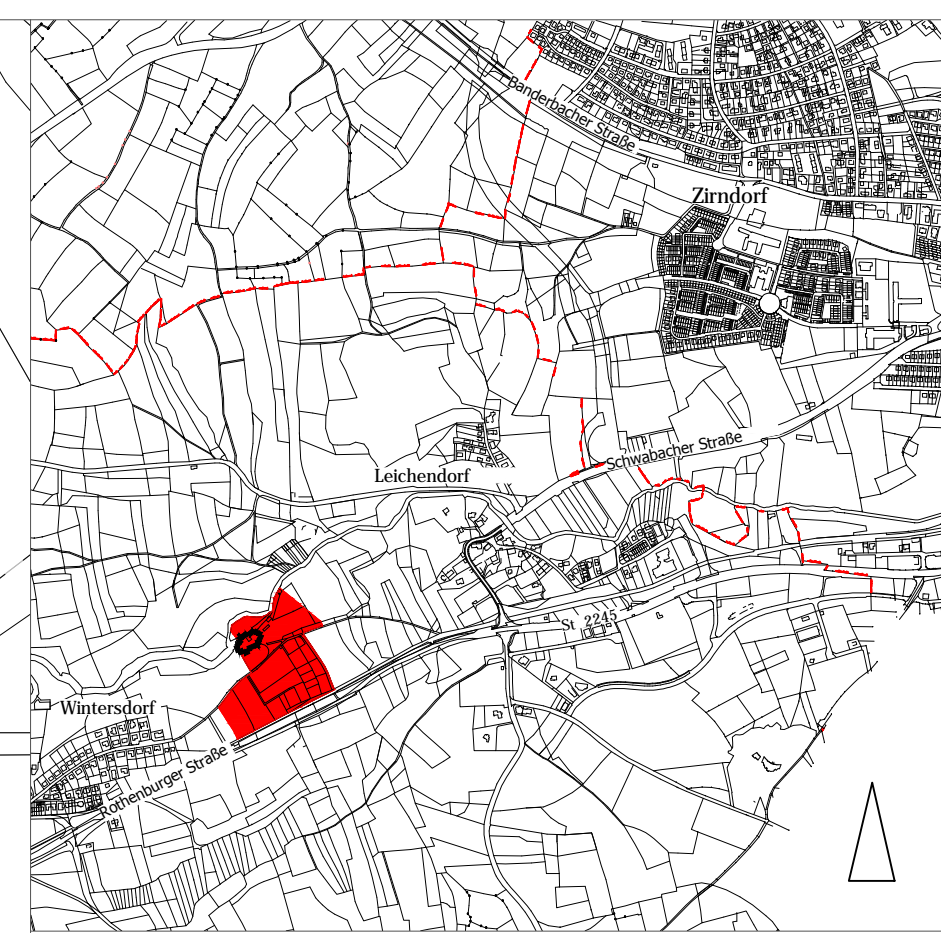 Banderbacher Straße
Zirndorf
Schwabacher Straße
Leichendorf
St 2245
Wintersdorf
Rothenburger Straße